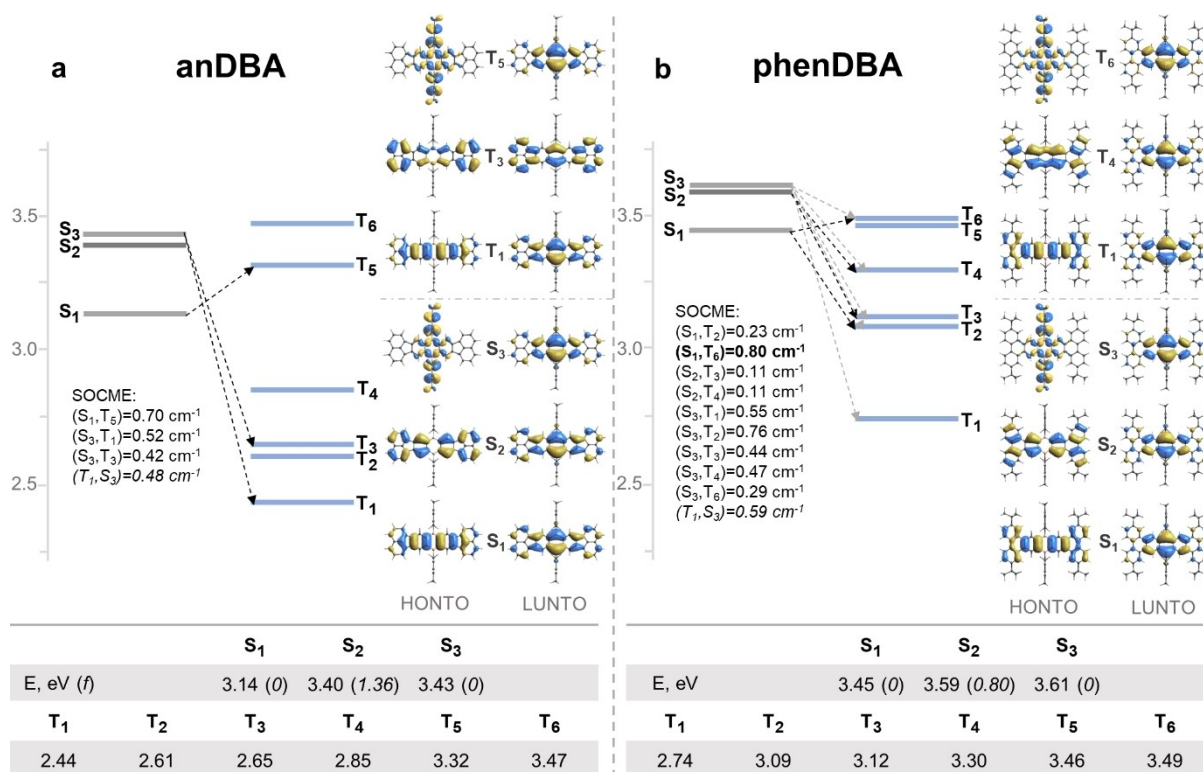 a anDBA
T5
T3
3.5
S3
S2
T6
T1
T5
S1
3.0
SOCME:
(S1,T5)=0.70 cm-1
(S3,T1)=0.52 cm-1
(S3,T3)=0.42 cm-1
(T1,S3)=0.48 cm-1
T4
S3
T3
T2
S2
2.5
T1
S1
HONTO LUNTO
S1 S2 S3
E, eV (f) 3.14 (0) 3.40 (1.36) 3.43 (0)
T1 T2 T3 T4 T5 T6
2.44 2.61 2.65 2.85 3.32 3.47
b phenDBA
T6
T4
S3
S2
3.5
S1
T6
T5
T1
T4
SOCME:
(S1,T2)=0.23 cm-1
(S1,T6)=0.80 cm-1
(S2,T3)=0.11 cm-1
(S2,T4)=0.11 cm-1
(S3,T1)=0.55 cm-1
(S3,T2)=0.76 cm-1
(S3,T3)=0.44 cm-1
(S3,T4)=0.47 cm-1
(S3,T6)=0.29 cm-1
(T1,S3)=0.59 cm-1
3.0
T3
T2
S3
T1
S2
2.5
S1
HONTO LUNTO
S1 S2 S3
E, eV 3.45 (0) 3.59 (0.80) 3.61 (0)
T1 T2 T3 T4 T5 T6
2.74 3.09 3.12 3.30 3.46 3.49